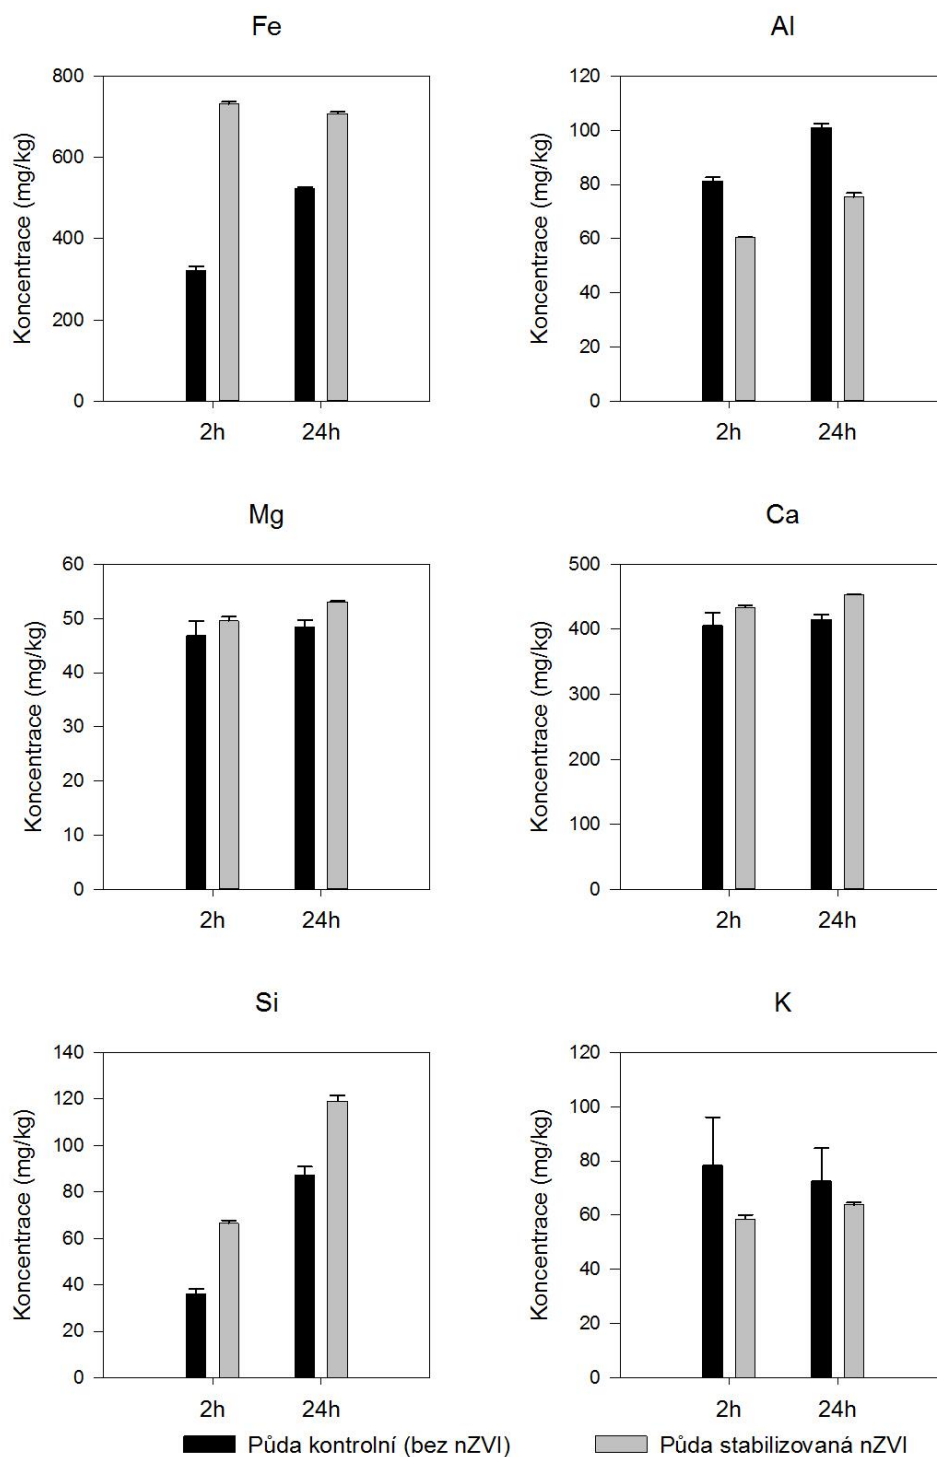 Fe
Al
800
600
400
200
0
Koncentrace (mg/kg)
2h
24h
120
100
80
60
40
20
0
Koncentrace (mg/kg)
2h
24h
Mg
Ca
60
50
40
30
20
10
0
Koncentrace (mg/kg)
2h
24h
500
400
300
200
100
0
Koncentrace (mg/kg)
2h
24h
Si
K
140
120
100
80
60
40
20
0
Koncentrace (mg/kg)
2h
24h
120
100
80
60
40
20
0
Koncentrace (mg/kg)
2h
24h
Půda kontrolní (bez nZVI)
Půda stabilizovaná nZVI